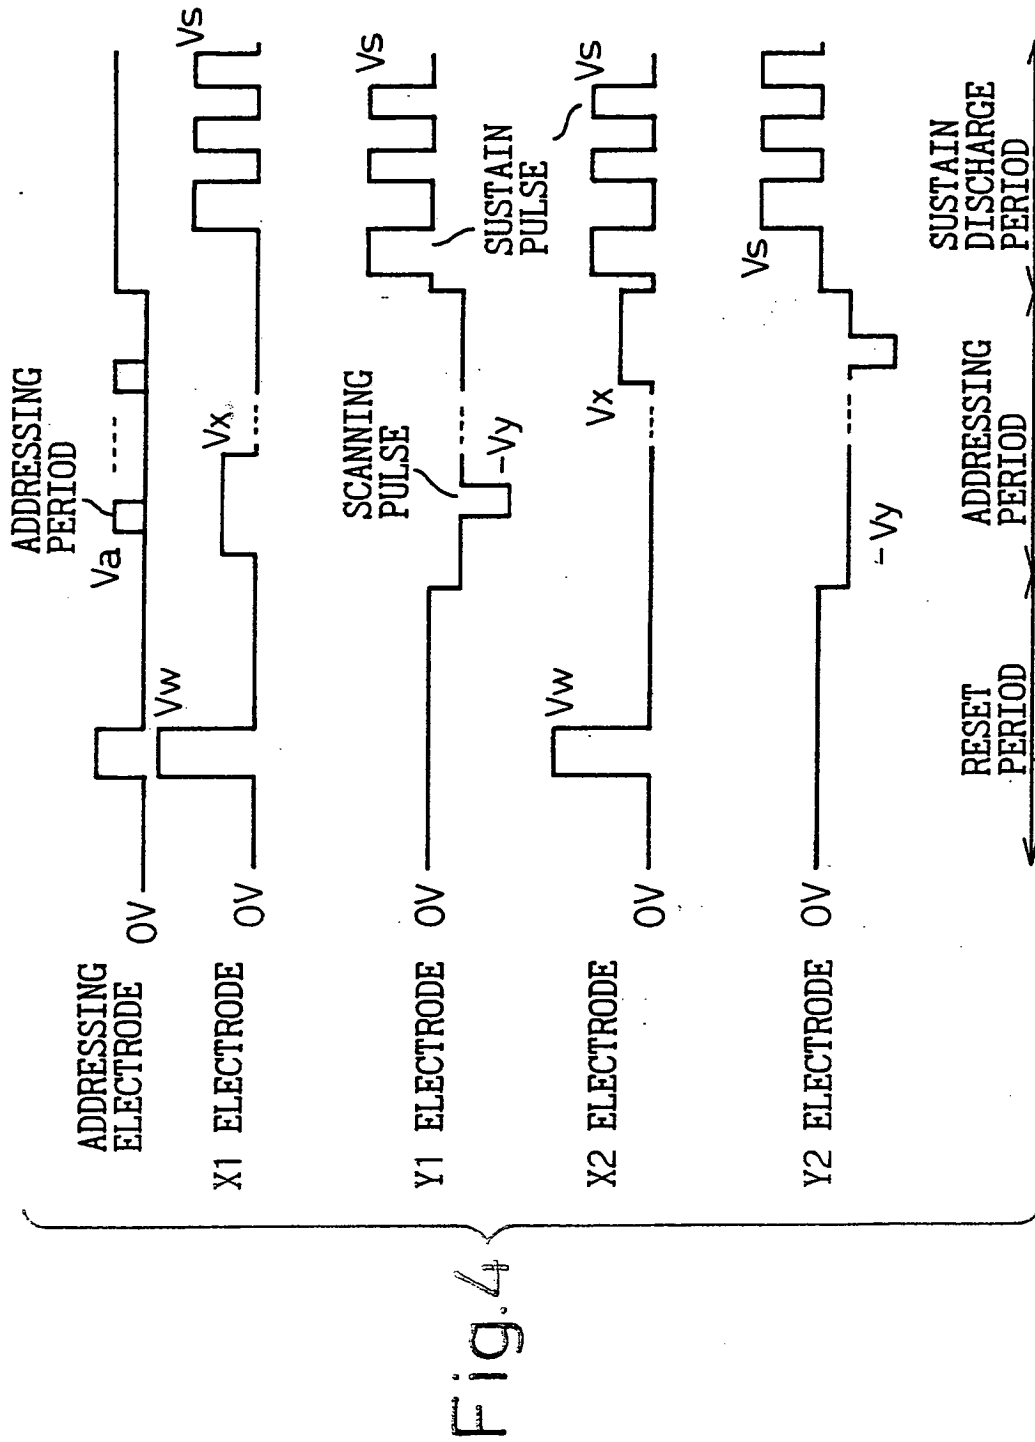 Fig.4
ADDRESSING
ELECTRODE
0V
Va
ADDRESSING
PERIOD
X1 ELECTRODE
0V
Vw
Vx
Vs
Y1 ELECTRODE
0V
SCANNING
PULSE
-Vy
Vs
SUSTAIN
PULSE
X2 ELECTRODE
0V
Vw
Vx
Vs
Y2 ELECTRODE
0V
-Vy
Vs
RESET
PERIOD
ADDRESSING
PERIOD
SUSTAIN
DISCHARGE
PERIOD